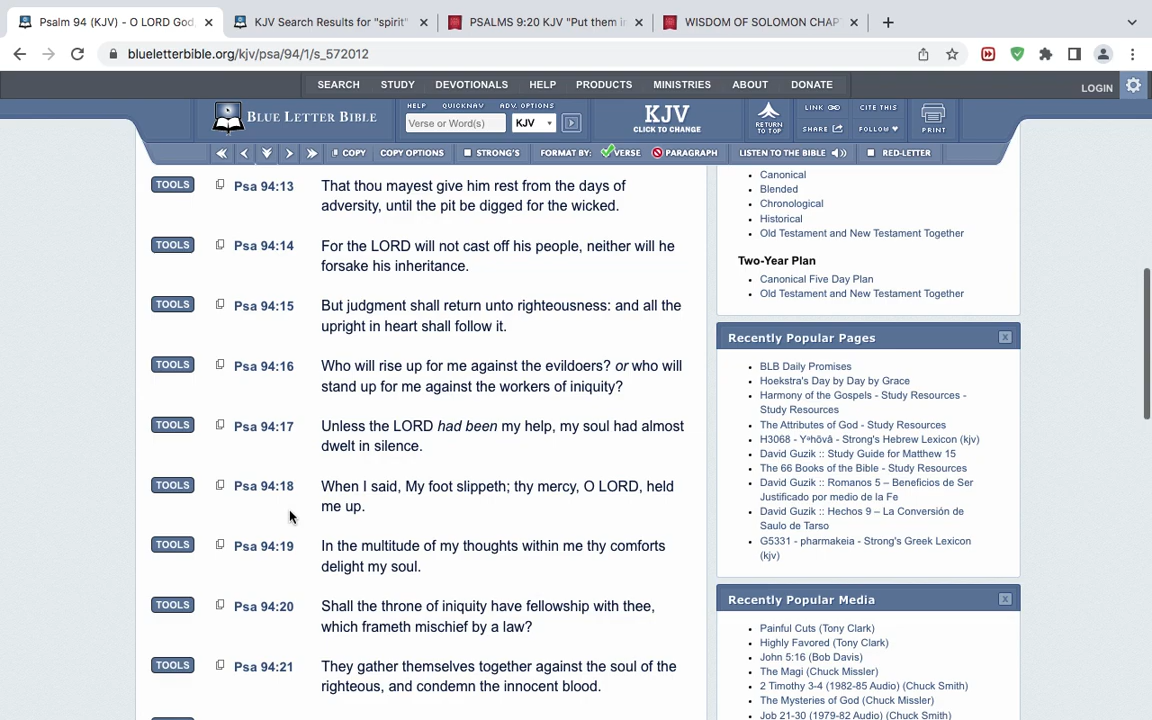 Psalm 94 (KJV) - O LORD God,
KJV Search Results for "spirit"
PSALMS 9:20 KJV "Put them in
WISDOM OF SOLOMON CHAP
blueletterbible.org/kjv/psa/94/1/s_572012
SEARCH STUDY DEVOTIONALS HELP PRODUCTS MINISTRIES ABOUT DONATE
LOGIN
BLUE LETTER BIBLE
HELP QUICKNAV ADV. OPTIONS
Verse or Word(s) KJV
KJV
CLICK TO CHANGE
RETURN
TO TOP
LINK CITE THIS
SHARE FOLLOW
PRINT
COPY COPY OPTIONS STRONG'S FORMAT BY: VERSE PARAGRAPH LISTEN TO THE BIBLE RED-LETTER
TOOLS Psa 94:13 That thou mayest give him rest from the days of
adversity, until the pit be digged for the wicked.
TOOLS Psa 94:14 For the LORD will not cast off his people, neither will he
forsake his inheritance.
TOOLS Psa 94:15 But judgment shall return unto righteousness: and all the
upright in heart shall follow it.
TOOLS Psa 94:16 Who will rise up for me against the evildoers? or who will
stand up for me against the workers of iniquity?
TOOLS Psa 94:17 Unless the LORD had been my help, my soul had almost
dwelt in silence.
TOOLS Psa 94:18 When I said, My foot slippeth; thy mercy, O LORD, held
me up.
TOOLS Psa 94:19 In the multitude of my thoughts within me thy comforts
delight my soul.
TOOLS Psa 94:20 Shall the throne of iniquity have fellowship with thee,
which frameth mischief by a law?
TOOLS Psa 94:21 They gather themselves together against the soul of the
righteous, and condemn the innocent blood.
Canonical
Blended
Chronological
Historical
Old Testament and New Testament Together
Two-Year Plan
Canonical Five Day Plan
Old Testament and New Testament Together
Recently Popular Pages
BLB Daily Promises
Hoekstra's Day by Day by Grace
Harmony of the Gospels - Study Resources -
Study Resources
The Attributes of God - Study Resources
H3068 - Yᵊhōvâ - Strong's Hebrew Lexicon (kjv)
David Guzik :: Study Guide for Matthew 15
The 66 Books of the Bible - Study Resources
David Guzik :: Romanos 5 – Beneficios de Ser
Justificado por medio de la Fe
David Guzik :: Hechos 9 – La Conversión de
Saulo de Tarso
G5331 - pharmakeia - Strong's Greek Lexicon
(kjv)
Recently Popular Media
Painful Cuts (Tony Clark)
Highly Favored (Tony Clark)
John 5:16 (Bob Davis)
The Magi (Chuck Missler)
2 Timothy 3-4 (1982-85 Audio) (Chuck Smith)
The Mysteries of God (Chuck Missler)
Job 21-30 (1979-82 Audio) (Chuck Smith)